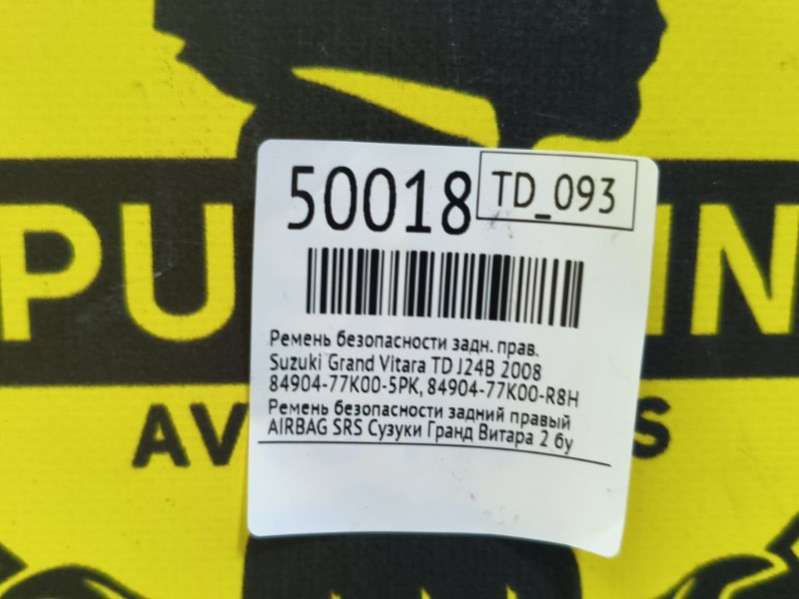 50018 TD_093
Ремень безопасности задн. прав.
Suzuki Grand Vitara TD J24B 2008
84904-77K00-5PK, 84904-77K00-R8H
Ремень безопасности задний правый
AIRBAG SRS Сузуки Гранд Витара 2 бу